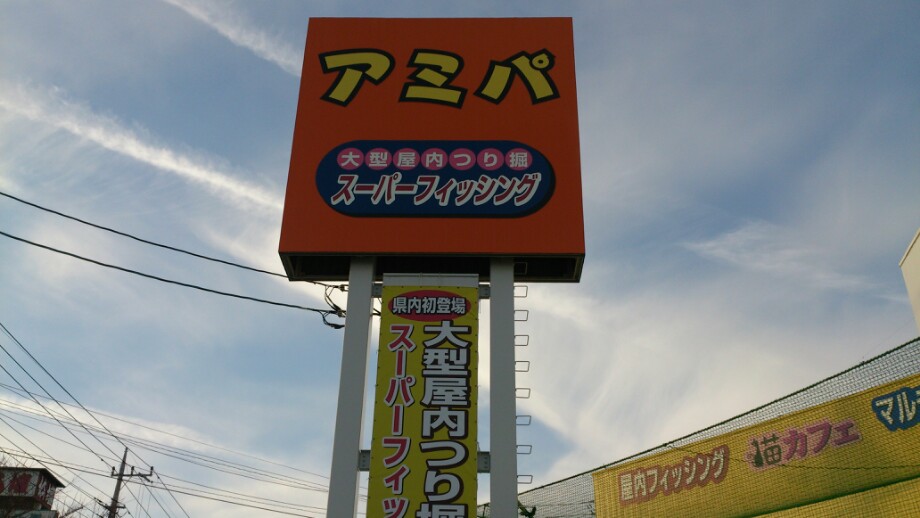 アミパ
大型屋内つり掘
スーパーフィッシング
県内初登場
大型屋内つり掘
スーパーフィッ
屋内フィッシング
猫カフェ
マルチ